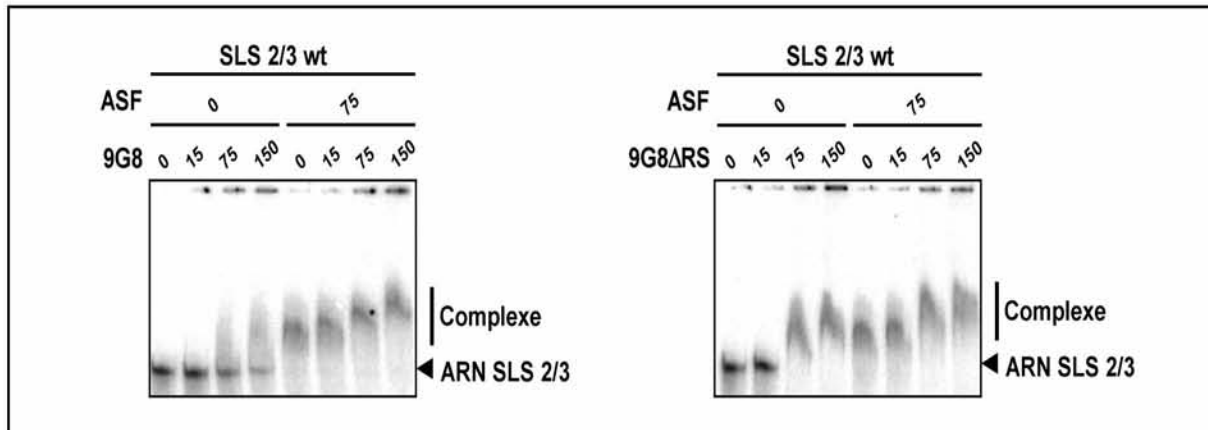 SLS 2/3 wt
ASF 0 75
9G8 0 15 75 150 0 15 75 150
Complexe
ARN SLS 2/3
SLS 2/3 wt
ASF 0 75
9G8ΔRS 0 15 75 150 0 15 75 150
Complexe
ARN SLS 2/3